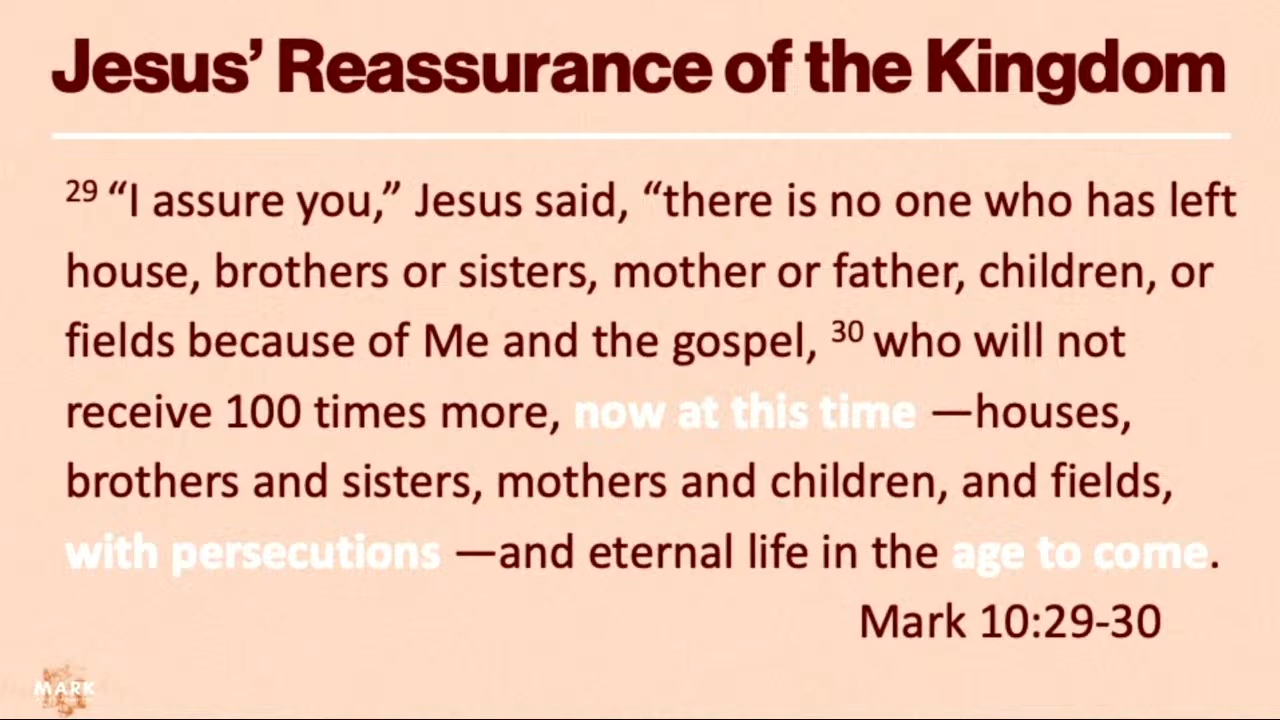 Jesus’ Reassurance of the Kingdom
29 “I assure you,” Jesus said, “there is no one who has left
house, brothers or sisters, mother or father, children, or
fields because of Me and the gospel, 30 who will not
receive 100 times more, now at this time —houses,
brothers and sisters, mothers and children, and fields,
with persecutions —and eternal life in the age to come.
Mark 10:29-30
MARK